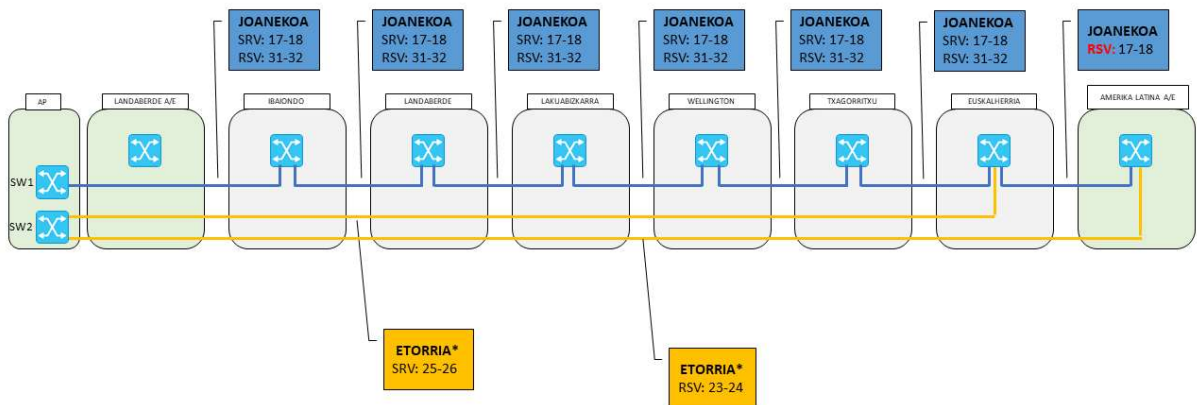 JOANEKOA
SRV: 17-18
RSV: 31-32
JOANEKOA
SRV: 17-18
RSV: 31-32
JOANEKOA
SRV: 17-18
RSV: 31-32
JOANEKOA
SRV: 17-18
RSV: 31-32
JOANEKOA
SRV: 17-18
RSV: 31-32
JOANEKOA
SRV: 17-18
RSV: 31-32
JOANEKOA
RSV: 17-18
AP
LANDABERDE A/E
IBAIONDO
LANDABERDE
LAKUABIZKARRA
WELLINGTON
TXAGORRITXU
EUSKALHERRIA
AMERIKA LATINA A/E
SW1
SW2
ETORRIA*
SRV: 25-26
ETORRIA*
RSV: 23-24